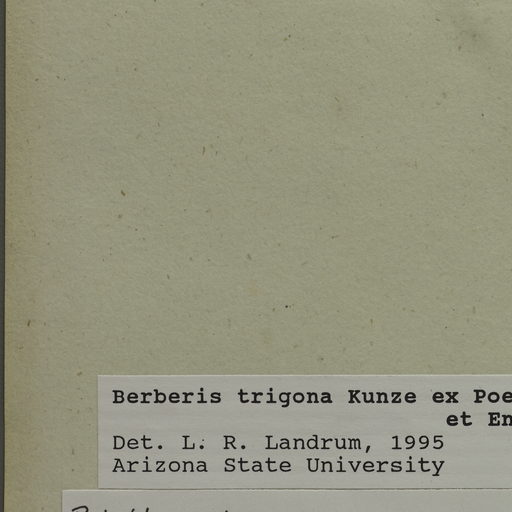 Berberis trigona Kunze ex Poe
et En
Det. L. R. Landrum, 1995
Arizona State University